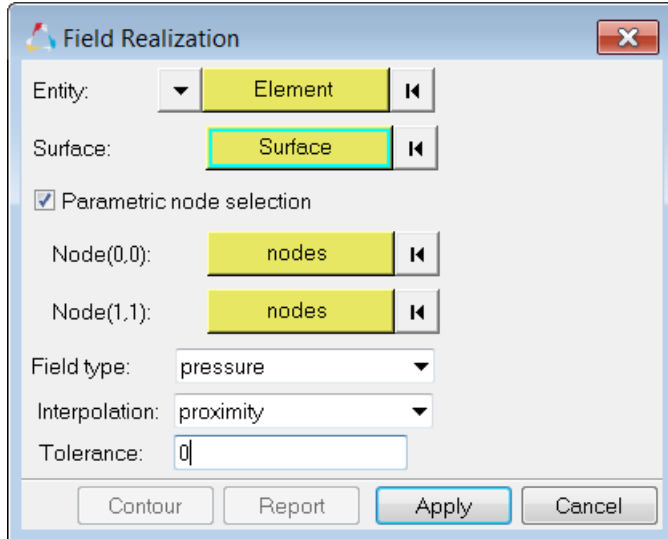 Field Realization
Entity: Element
Surface: Surface
Parametric node selection
Node(0,0): nodes
Node(1,1): nodes
Field type: pressure
Interpolation: proximity
Tolerance: 0
Contour Report Apply Cancel